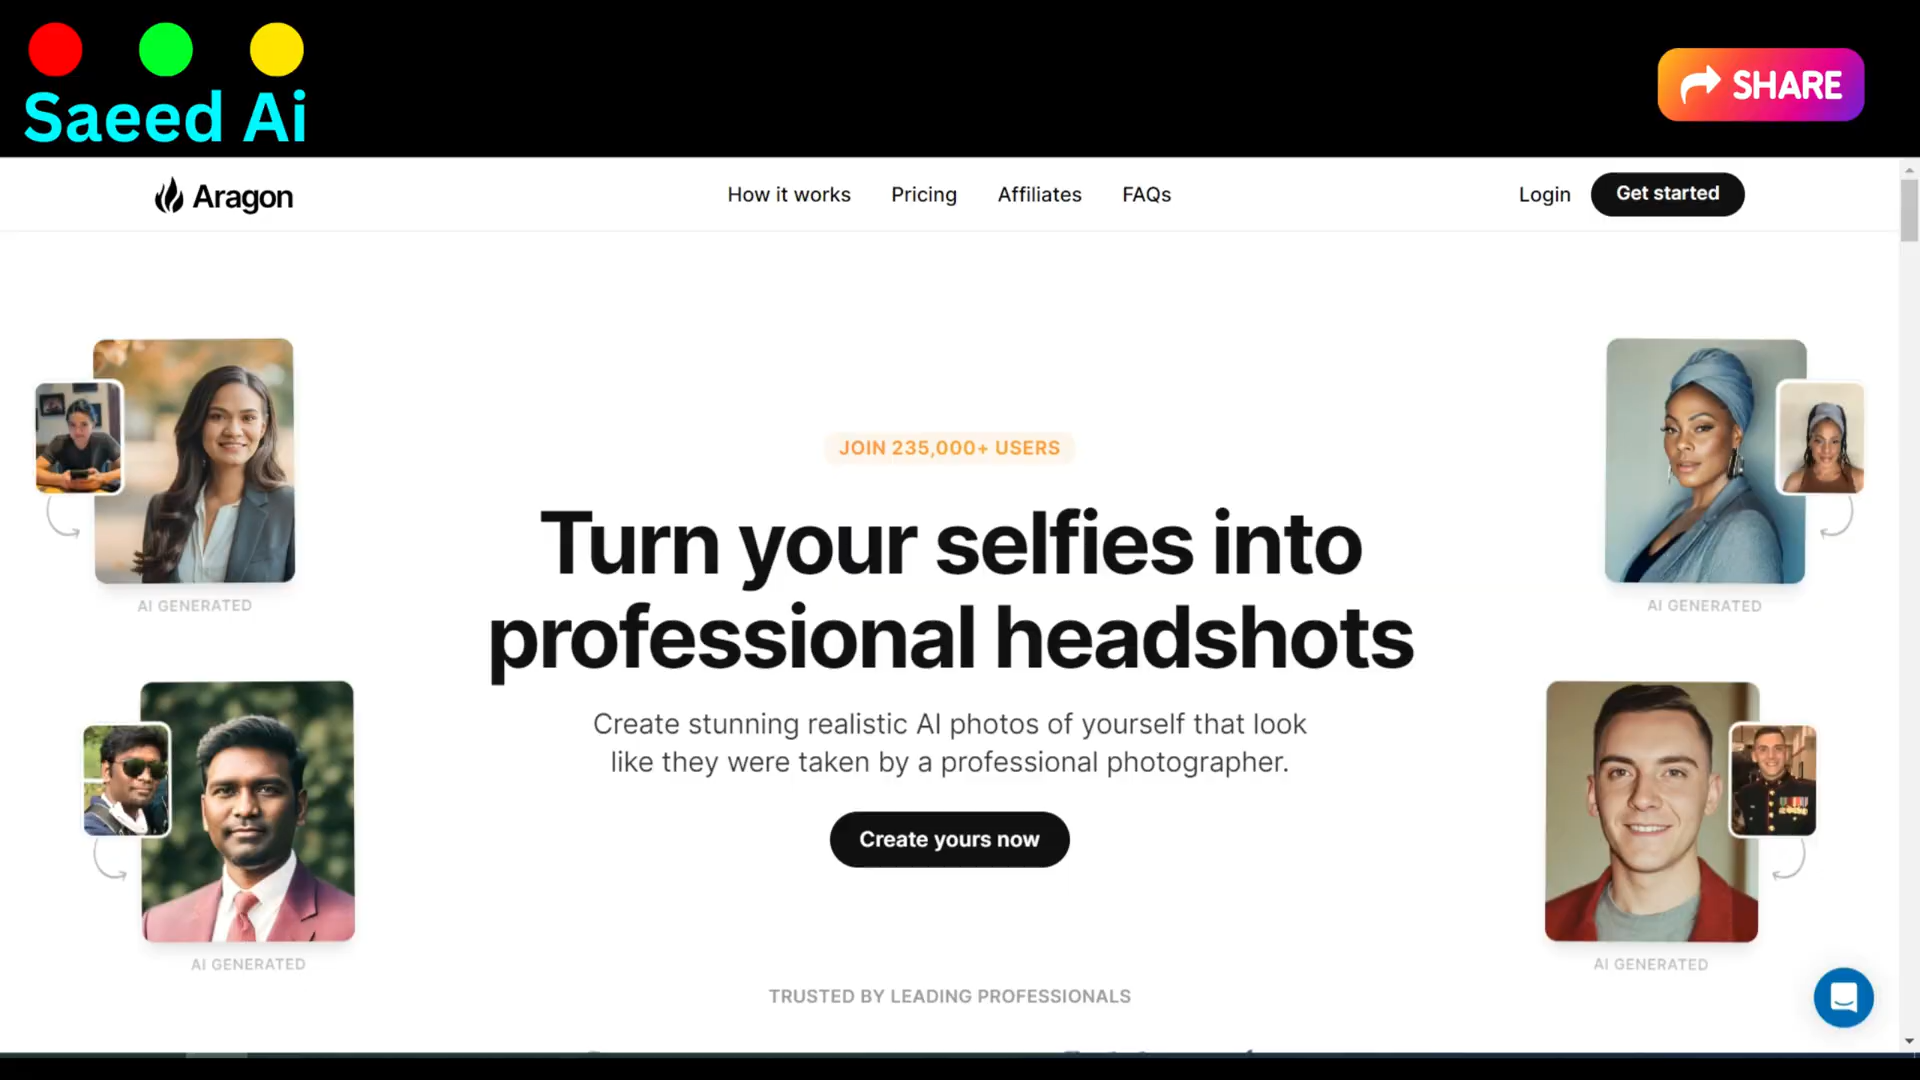 Saeed Ai
SHARE
Aragon
How it works
Pricing
Affiliates
FAQs
Login
Get started
JOIN 235,000+ USERS
Turn your selfies into
professional headshots
Create stunning realistic AI photos of yourself that look
like they were taken by a professional photographer.
Create yours now
AI GENERATED
AI GENERATED
AI GENERATED
AI GENERATED
TRUSTED BY LEADING PROFESSIONALS